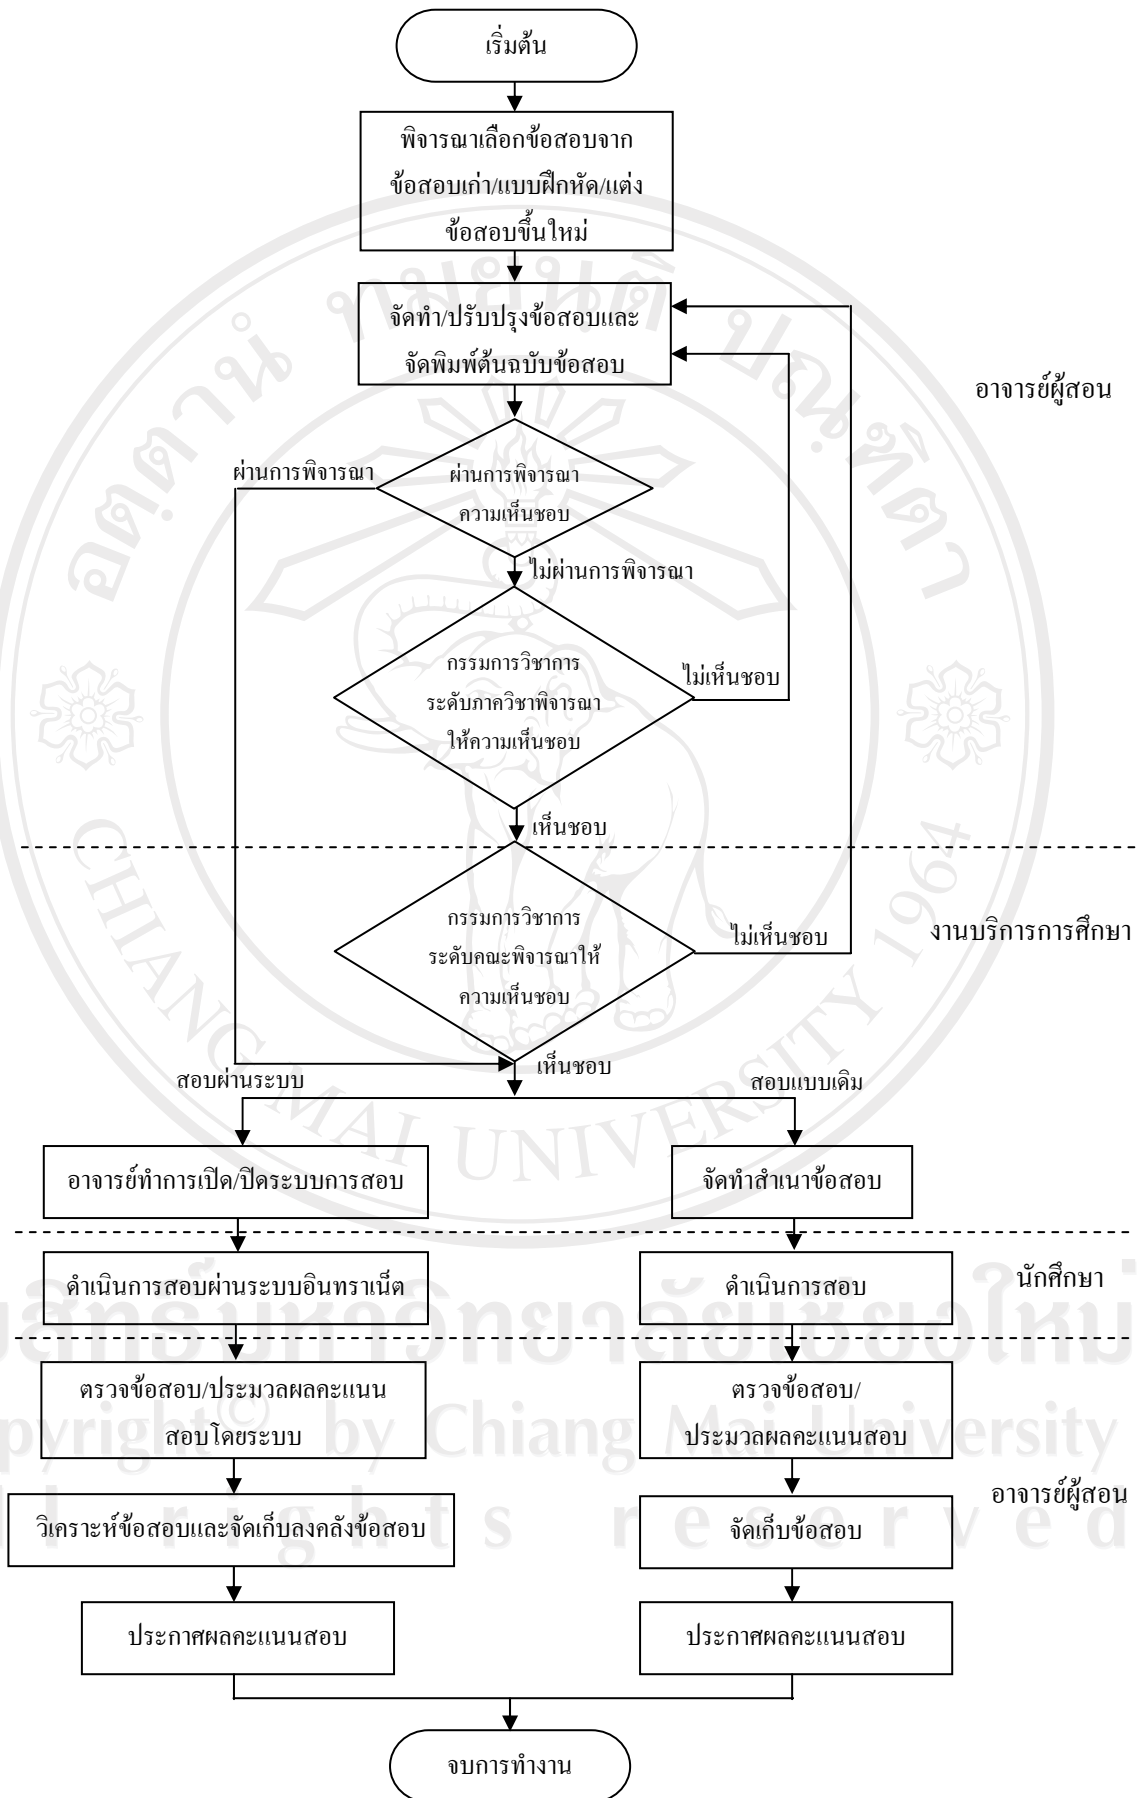 เริ่มต้น
พิจารณาเลือกข้อสอบจาก
ข้อสอบเก่า/แบบฝึกหัด/แต่ง
ข้อสอบขึ้นใหม่
จัดทำ/ปรับปรุงข้อสอบและ
จัดพิมพ์ต้นฉบับข้อสอบ
อาจารย์ผู้สอน
ผ่านการพิจารณา
ผ่านการพิจารณา
ความเห็นชอบ
ไม่ผ่านการพิจารณา
กรรมการวิชาการ
ระดับภาควิชาพิจารณา
ให้ความเห็นชอบ
ไม่เห็นชอบ
เห็นชอบ
กรรมการวิชาการ
ระดับคณะพิจารณาให้
ความเห็นชอบ
ไม่เห็นชอบ
งานบริการการศึกษา
เห็นชอบ
สอบผ่านระบบ
สอบแบบเดิม
อาจารย์ทำการเปิด/ปิดระบบการสอบ
จัดทำสำเนาข้อสอบ
ดำเนินการสอบผ่านระบบอินทราเน็ต
ดำเนินการสอบ
นักศึกษา
ตรวจข้อสอบ/ประมวลผลคะแนน
สอบโดยระบบ
ตรวจข้อสอบ/
ประมวลผลคะแนนสอบ
อาจารย์ผู้สอน
วิเคราะห์ข้อสอบและจัดเก็บลงคลังข้อสอบ
จัดเก็บข้อสอบ
ประกาศผลคะแนนสอบ
ประกาศผลคะแนนสอบ
จบการทำงาน
CHIANG MAI UNIVERSITY 1964
pyright© by Chiang Mai University
rights reserved